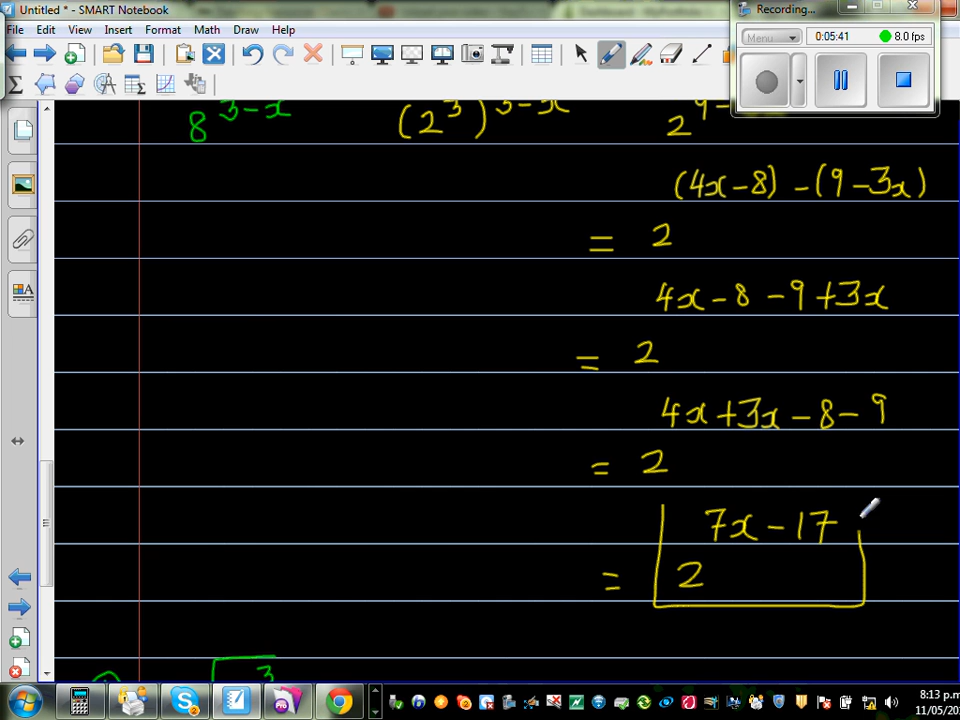 Untitled * - SMART Notebook
Recording...
File Edit View Insert Format Math Draw Help
Menu 0:05:41 8.0 fps
8^(3-x) (2^3)^(3-x) 2^9-
(4x-8) -(9-3x)
= 2
4x-8-9+3x
= 2
4x+3x-8-9
= 2
7x-17
= 2
3
8:13 p.m
11/05/20